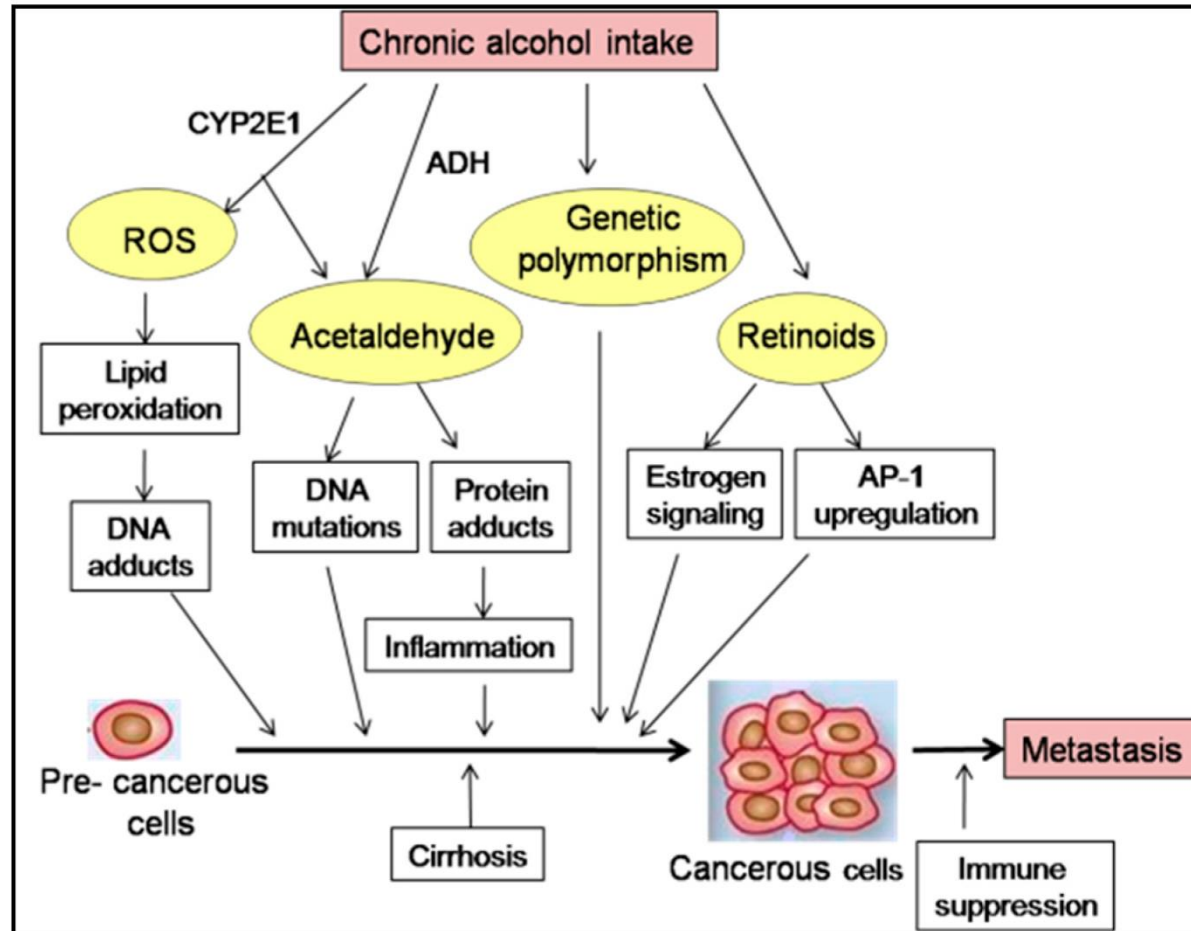 Chronic alcohol intake
CYP2E1
ADH
ROS
Genetic
polymorphism
Acetaldehyde
Retinoids
Lipid
peroxidation
DNA
mutations
Protein
adducts
Estrogen
signaling
AP-1
upregulation
DNA
adducts
Inflammation
Pre- cancerous
cells
Cirrhosis
Cancerous cells
Metastasis
Immune
suppression